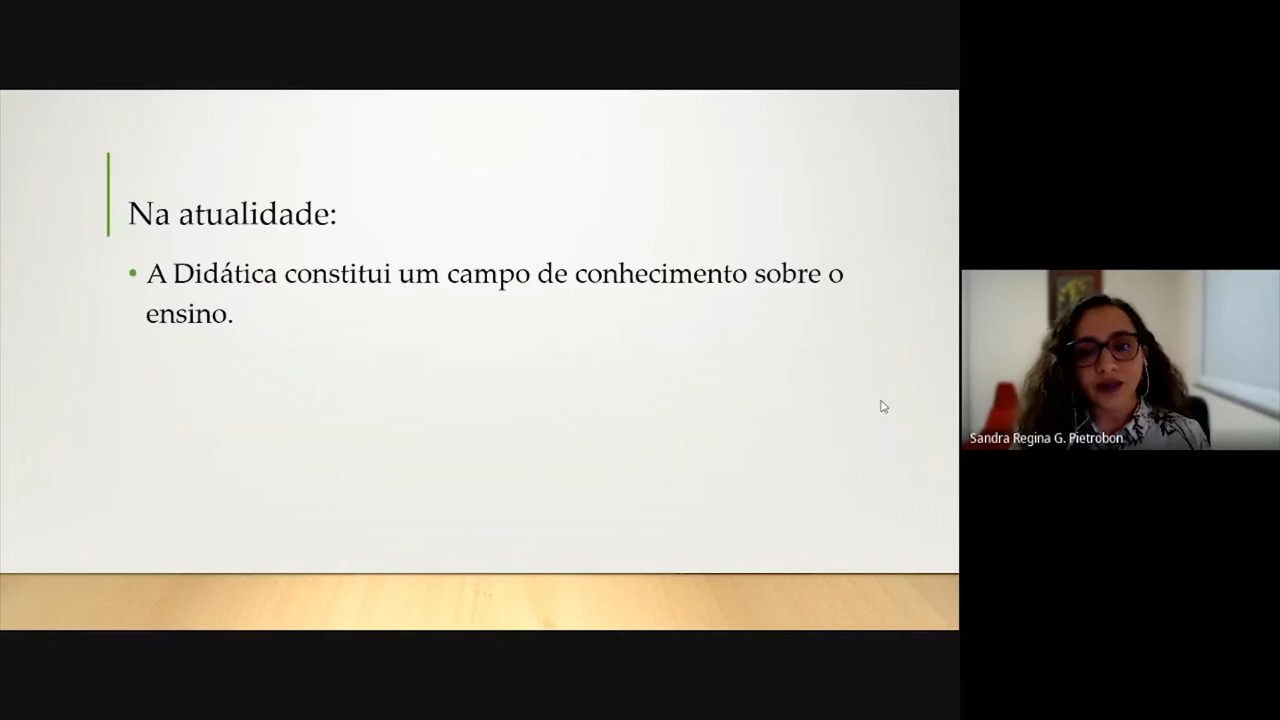 Na atualidade:
• A Didática constitui um campo de conhecimento sobre o
ensino.
Sandra Regina G. Pietrobon